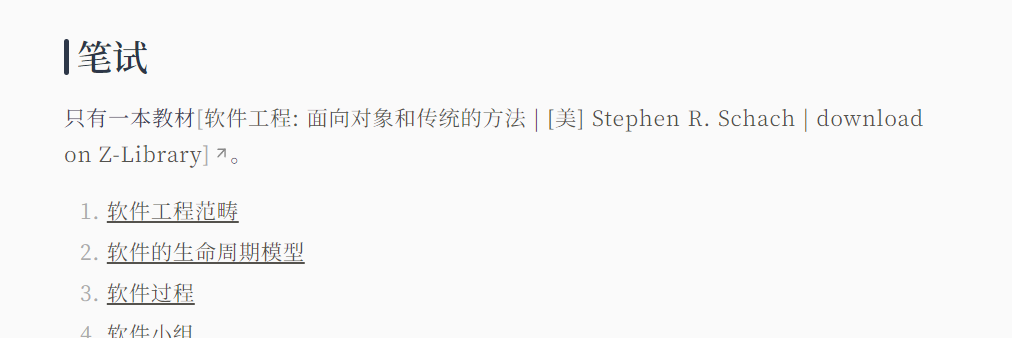 笔试
只有一本教材[软件工程: 面向对象和传统的方法 | [美] Stephen R. Schach | download
on Z-Library]↗。
1. 软件工程范畴
2. 软件的生命周期模型
3. 软件过程
4. 软件小组